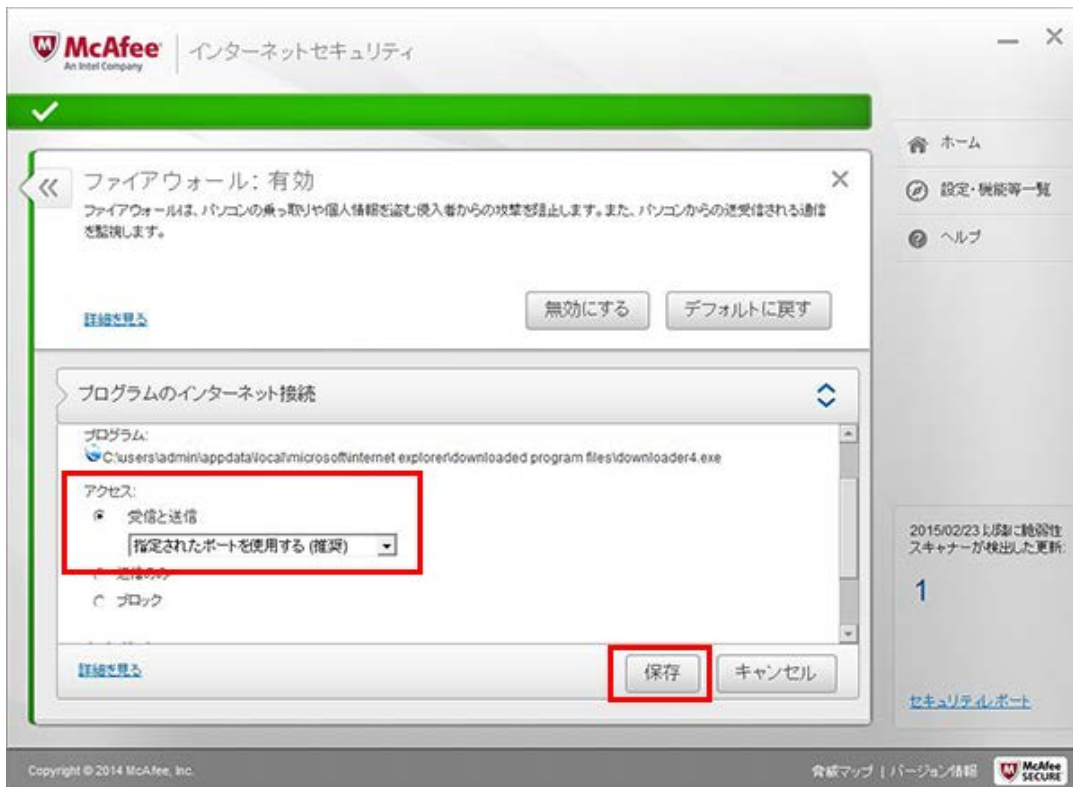 McAfee
An Intel Company
インターネットセキュリティ
ホーム
設定・機能等一覧
ヘルプ
ファイアウォール: 有効
ファイアウォールは、パソコンの乗っ取りや個人情報を盗む侵入者からの攻撃を阻止します。また、パソコンからの送受信される通信
を監視します。
詳細を見る
無効にする
デフォルトに戻す
プログラムのインターネット接続
プログラム:
C:\users\admin\appdata\local\microsoft\internet explorer\downloaded program files\downloader4.exe
アクセス:
受信と送信
指定されたポートを使用する (推奨)
送信のみ
ブロック
詳細を見る
保存
キャンセル
2015/02/23 以降に脆弱性
スキャナーが検出した更新:
1
セキュリティレポート
Copyright © 2014 McAfee, Inc.
脅威マップ | バージョン情報
McAfee
SECURE